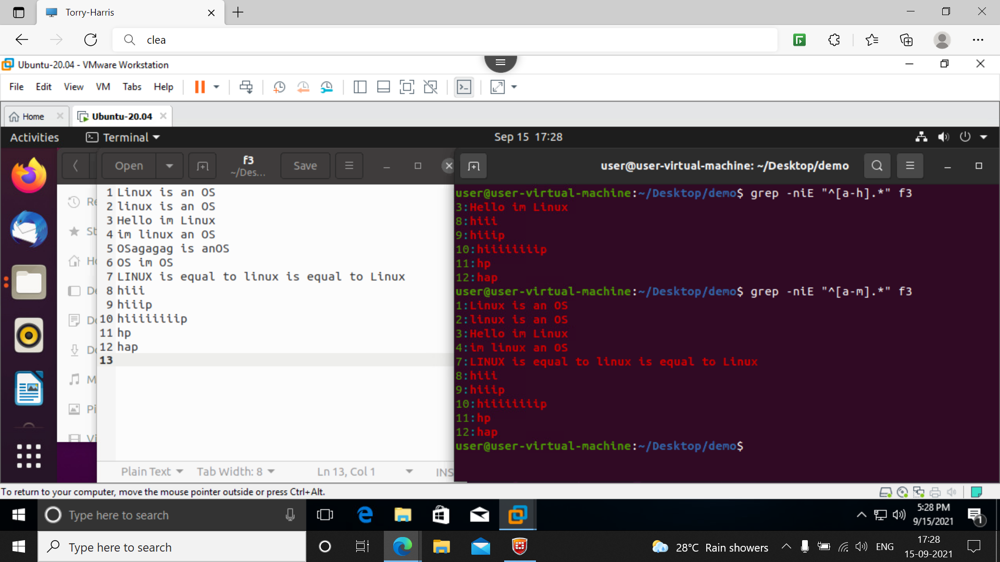 Torry-Harris
clea
Ubuntu-20.04 - VMware Workstation
File Edit View VM Tabs Help
Home
Ubuntu-20.04
Activities
Terminal
Sep 15 17:28
Open
f3
~/Des...
Save
user@user-virtual-machine: ~/Desktop/demo
1 Linux is an OS
2 linux is an OS
3 Hello im Linux
4 im linux an OS
5 OSagagag is anOS
6 OS im OS
7 LINUX is equal to linux is equal to Linux
8 hiii
9 hiiip
10 hiiiiiiiip
11 hp
12 hap
13
Re
St
Ho
De
Do
Do
M
Pi
Vi
Plain Text
Tab Width: 8
Ln 13, Col 1
INS
user@user-virtual-machine:~/Desktop/demo$ grep -niE "^[a-h].*" f3
3:Hello im Linux
8:hiii
9:hiiip
10:hiiiiiiiip
11:hp
12:hap
user@user-virtual-machine:~/Desktop/demo$ grep -niE "^[a-m].*" f3
1:Linux is an OS
2:linux is an OS
3:Hello im Linux
4:im linux an OS
7:LINUX is equal to linux is equal to Linux
8:hiii
9:hiiip
10:hiiiiiiiip
11:hp
12:hap
user@user-virtual-machine:~/Desktop/demo$
To return to your computer, move the mouse pointer outside or press Ctrl+Alt.
Type here to search
5:28 PM
9/15/2021
1
Type here to search
28°C Rain showers
ENG
17:28
15-09-2021